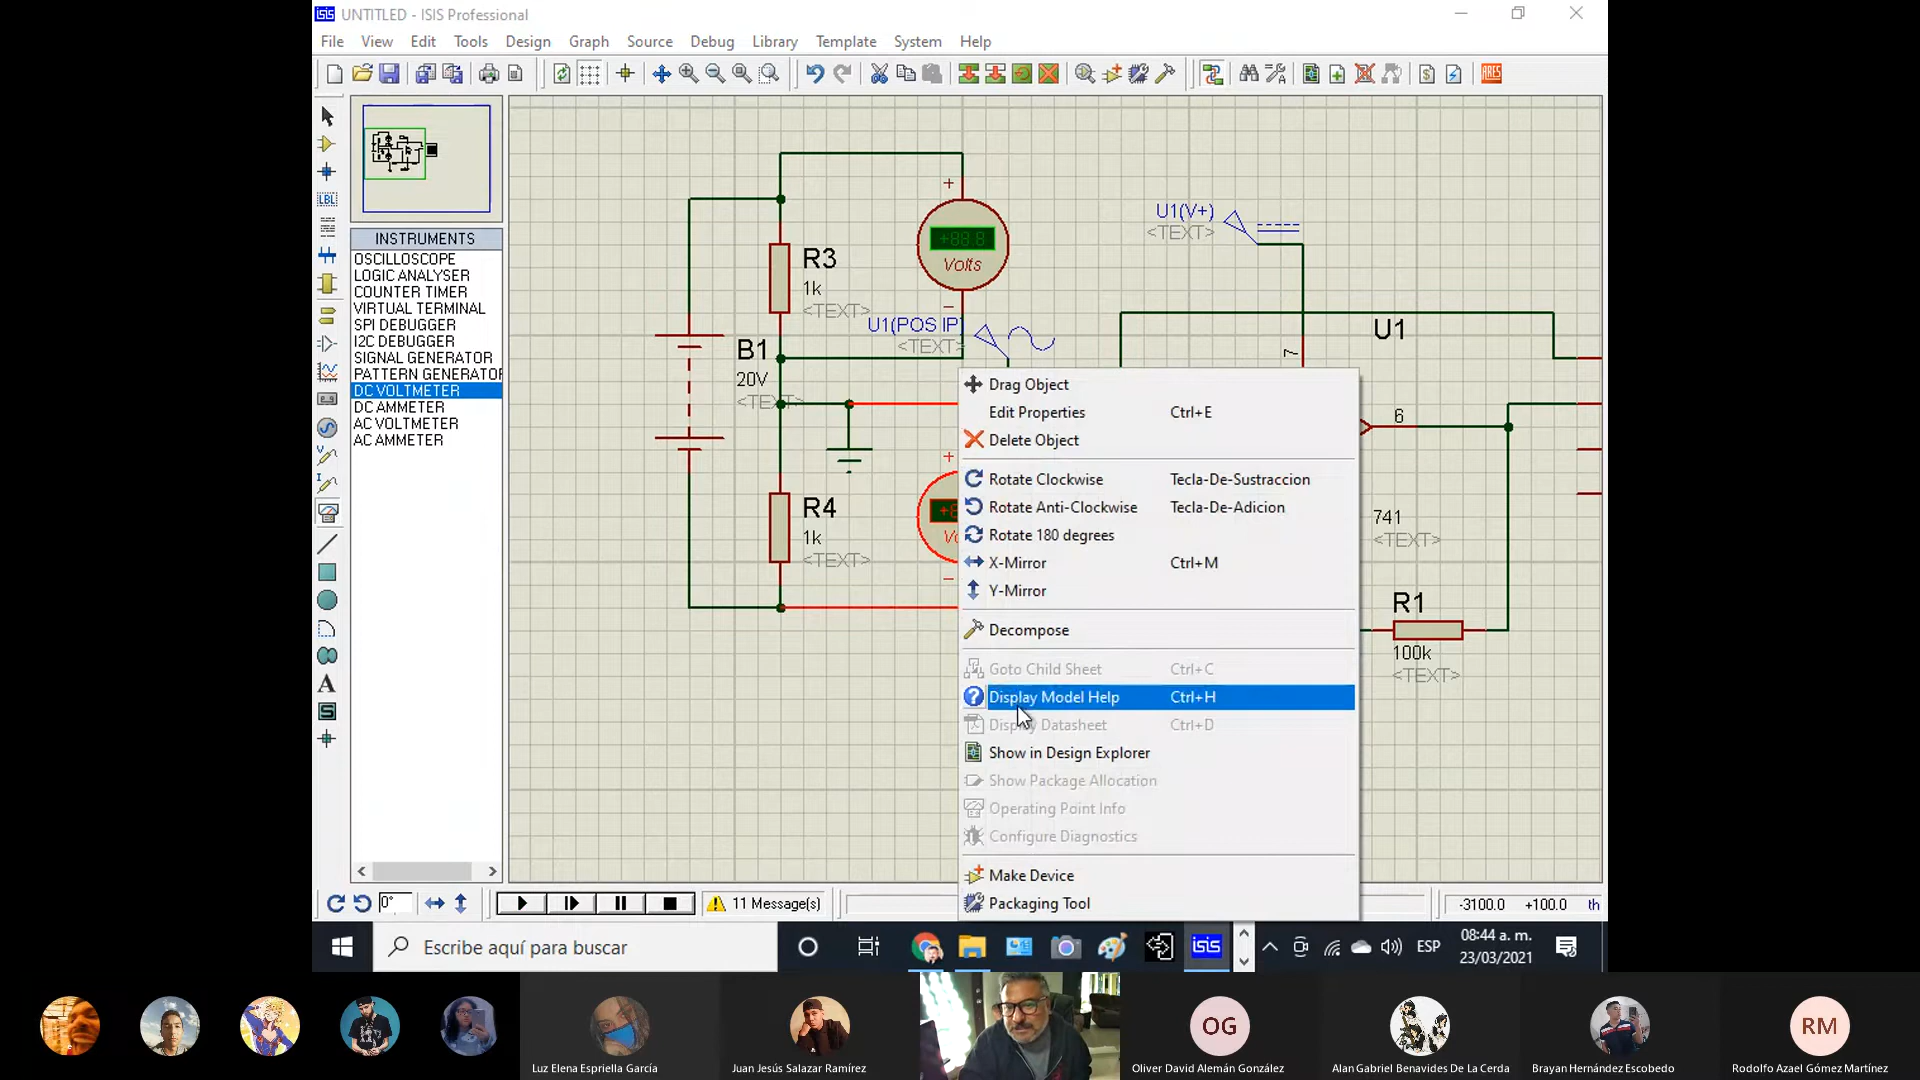 UNTITLED - ISIS Professional
File View Edit Tools Design Graph Source Debug Library Template System Help
LBL
INSTRUMENTS
OSCILLOSCOPE
LOGIC ANALYSER
COUNTER TIMER
VIRTUAL TERMINAL
SPI DEBUGGER
I2C DEBUGGER
SIGNAL GENERATOR
PATTERN GENERATOR
DC VOLTMETER
DC AMMETER
AC VOLTMETER
AC AMMETER
R3
1k
<TEXT>
+88.8
Volts
U1(V+)
<TEXT>
U1(POS IP)
<TEXT>
B1
20V
<TEXT>
R4
1k
<TEXT>
U1
7
6
741
<TEXT>
R1
100k
<TEXT>
Drag Object
Edit Properties Ctrl+E
Delete Object
Rotate Clockwise Tecla-De-Sustraccion
Rotate Anti-Clockwise Tecla-De-Adicion
Rotate 180 degrees
X-Mirror Ctrl+M
Y-Mirror
Decompose
Goto Child Sheet Ctrl+C
Display Model Help Ctrl+H
Display Datasheet Ctrl+D
Show in Design Explorer
Show Package Allocation
Operating Point Info
Configure Diagnostics
Make Device
Packaging Tool
0°
11 Message(s)
-3100.0 +100.0 th
Escribe aquí para buscar
isis
ESP
08:44 a. m.
23/03/2021
OG
RM
Luz Elena Espriella García
Juan Jesús Salazar Ramírez
Oliver David Alemán González
Alan Gabriel Benavides De La Cerda
Brayan Hernández Escobedo
Rodolfo Azael Gómez Martínez